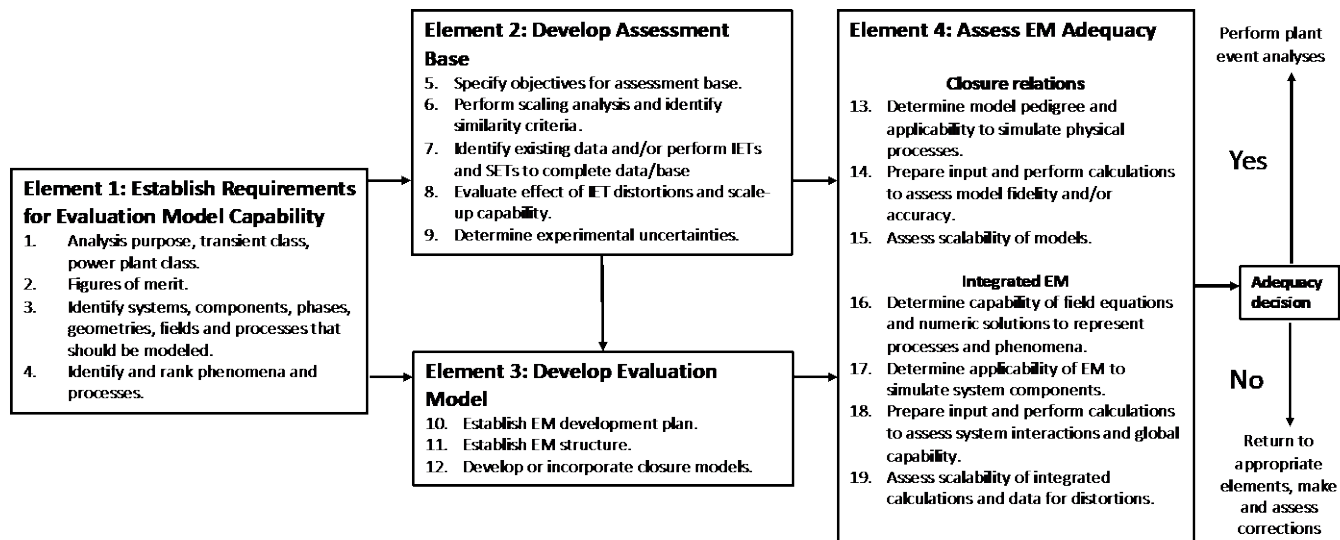 Element 1: Establish Requirements
for Evaluation Model Capability
1. Analysis purpose, transient class,
power plant class.
2. Figures of merit.
3. Identify systems, components, phases,
geometries, fields and processes that
should be modeled.
4. Identify and rank phenomena and
processes.
Element 2: Develop Assessment
Base
5. Specify objectives for assessment base.
6. Perform scaling analysis and identify
similarity criteria.
7. Identify existing data and/or perform IETs
and SETs to complete data/base
8. Evaluate effect of IET distortions and scale-
up capability.
9. Determine experimental uncertainties.
Element 3: Develop Evaluation
Model
10. Establish EM development plan.
11. Establish EM structure.
12. Develop or incorporate closure models.
Element 4: Assess EM Adequacy
Closure relations
13. Determine model pedigree and
applicability to simulate physical
processes.
14. Prepare input and perform calculations
to assess model fidelity and/or
accuracy.
15. Assess scalability of models.
Integrated EM
16. Determine capability of field equations
and numeric solutions to represent
processes and phenomena.
17. Determine applicability of EM to
simulate system components.
18. Prepare input and perform calculations
to assess system interactions and global
capability.
19. Assess scalability of integrated
calculations and data for distortions.
Perform plant
event analyses
Yes
Adequacy
decision
No
Return to
appropriate
elements, make
and assess
corrections